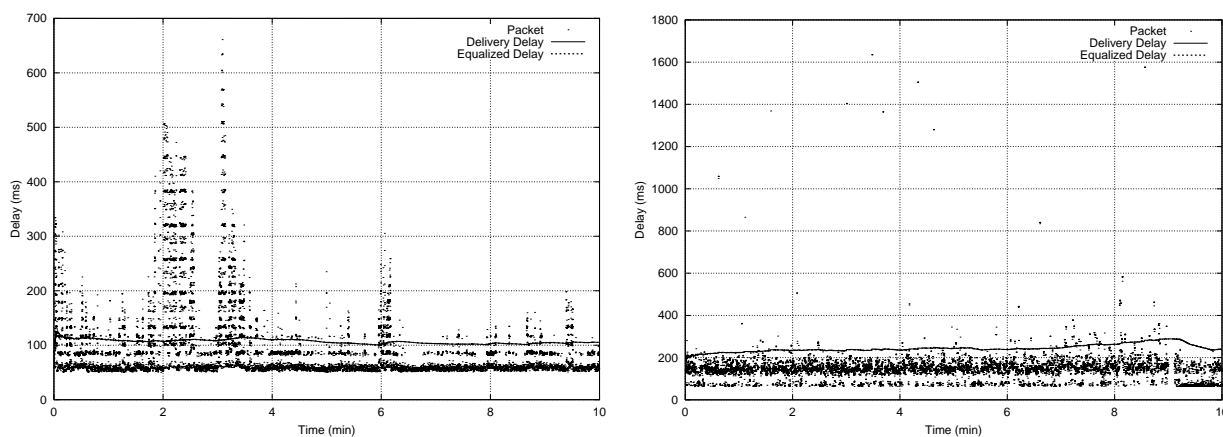 700
600
500
400
300
200
100
0
0 2 4 6 8 10
Delay (ms)
Time (min)
Packet
Delivery Delay
Equalized Delay
1800
1600
1400
1200
1000
800
600
400
200
0
0 2 4 6 8 10
Delay (ms)
Time (min)
Packet
Delivery Delay
Equalized Delay